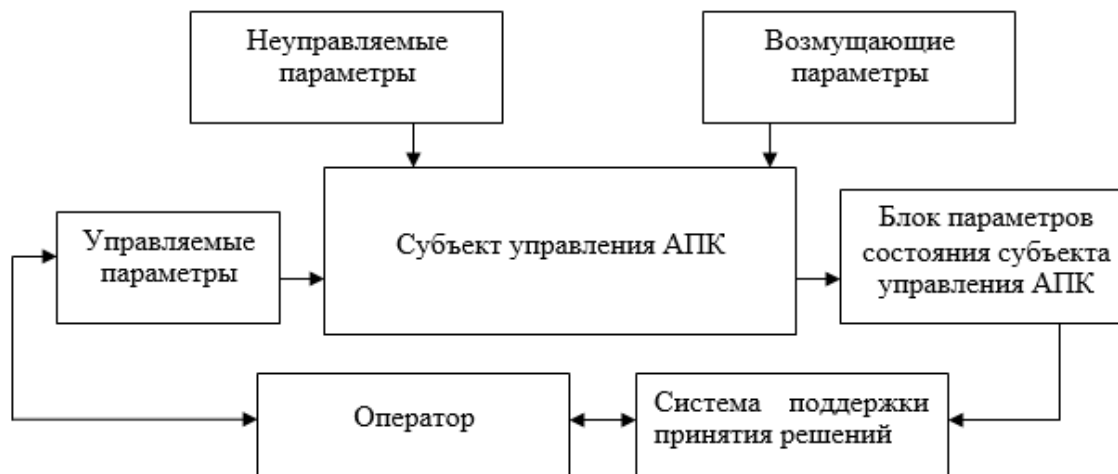 Неуправляемые
параметры
Возмущающие
параметры
Управляемые
параметры
Субъект управления АПК
Блок параметров
состояния субъекта
управления АПК
Оператор
Система поддержки
принятия решений